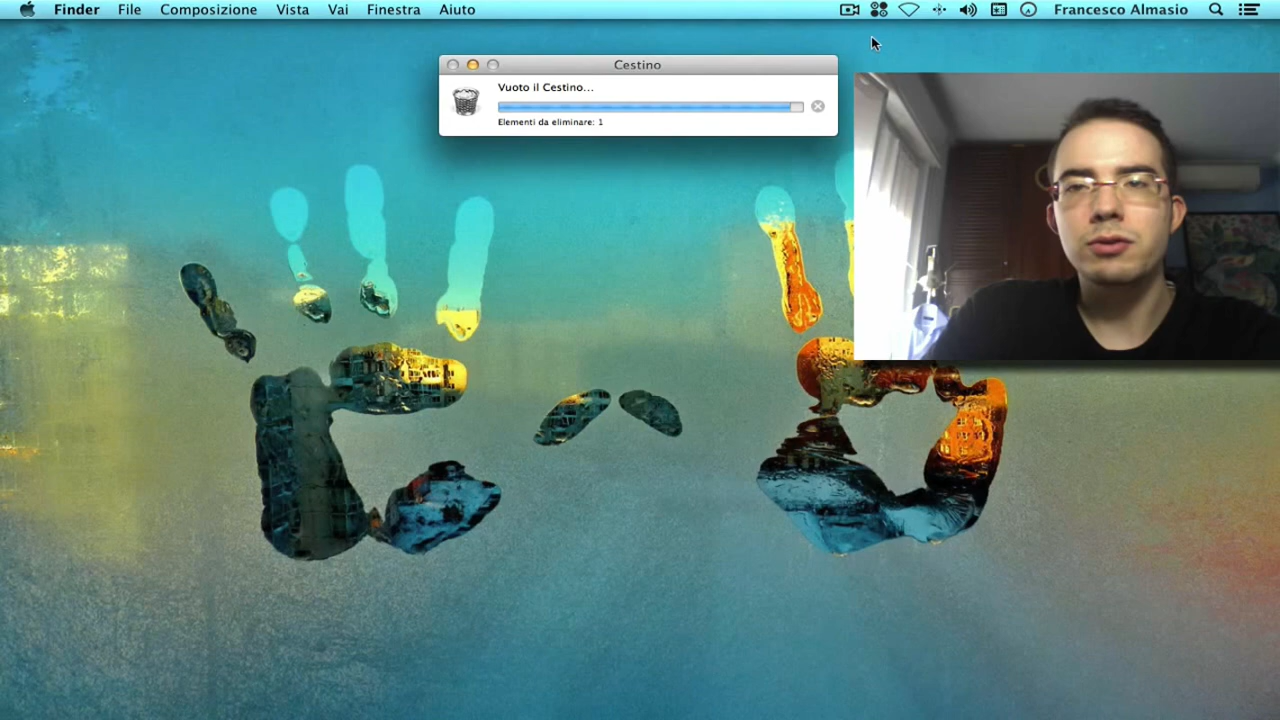 Finder File Composizione Vista Vai Finestra Aiuto Francesco Almasio
Cestino
Vuoto il Cestino...
Elementi da eliminare: 1